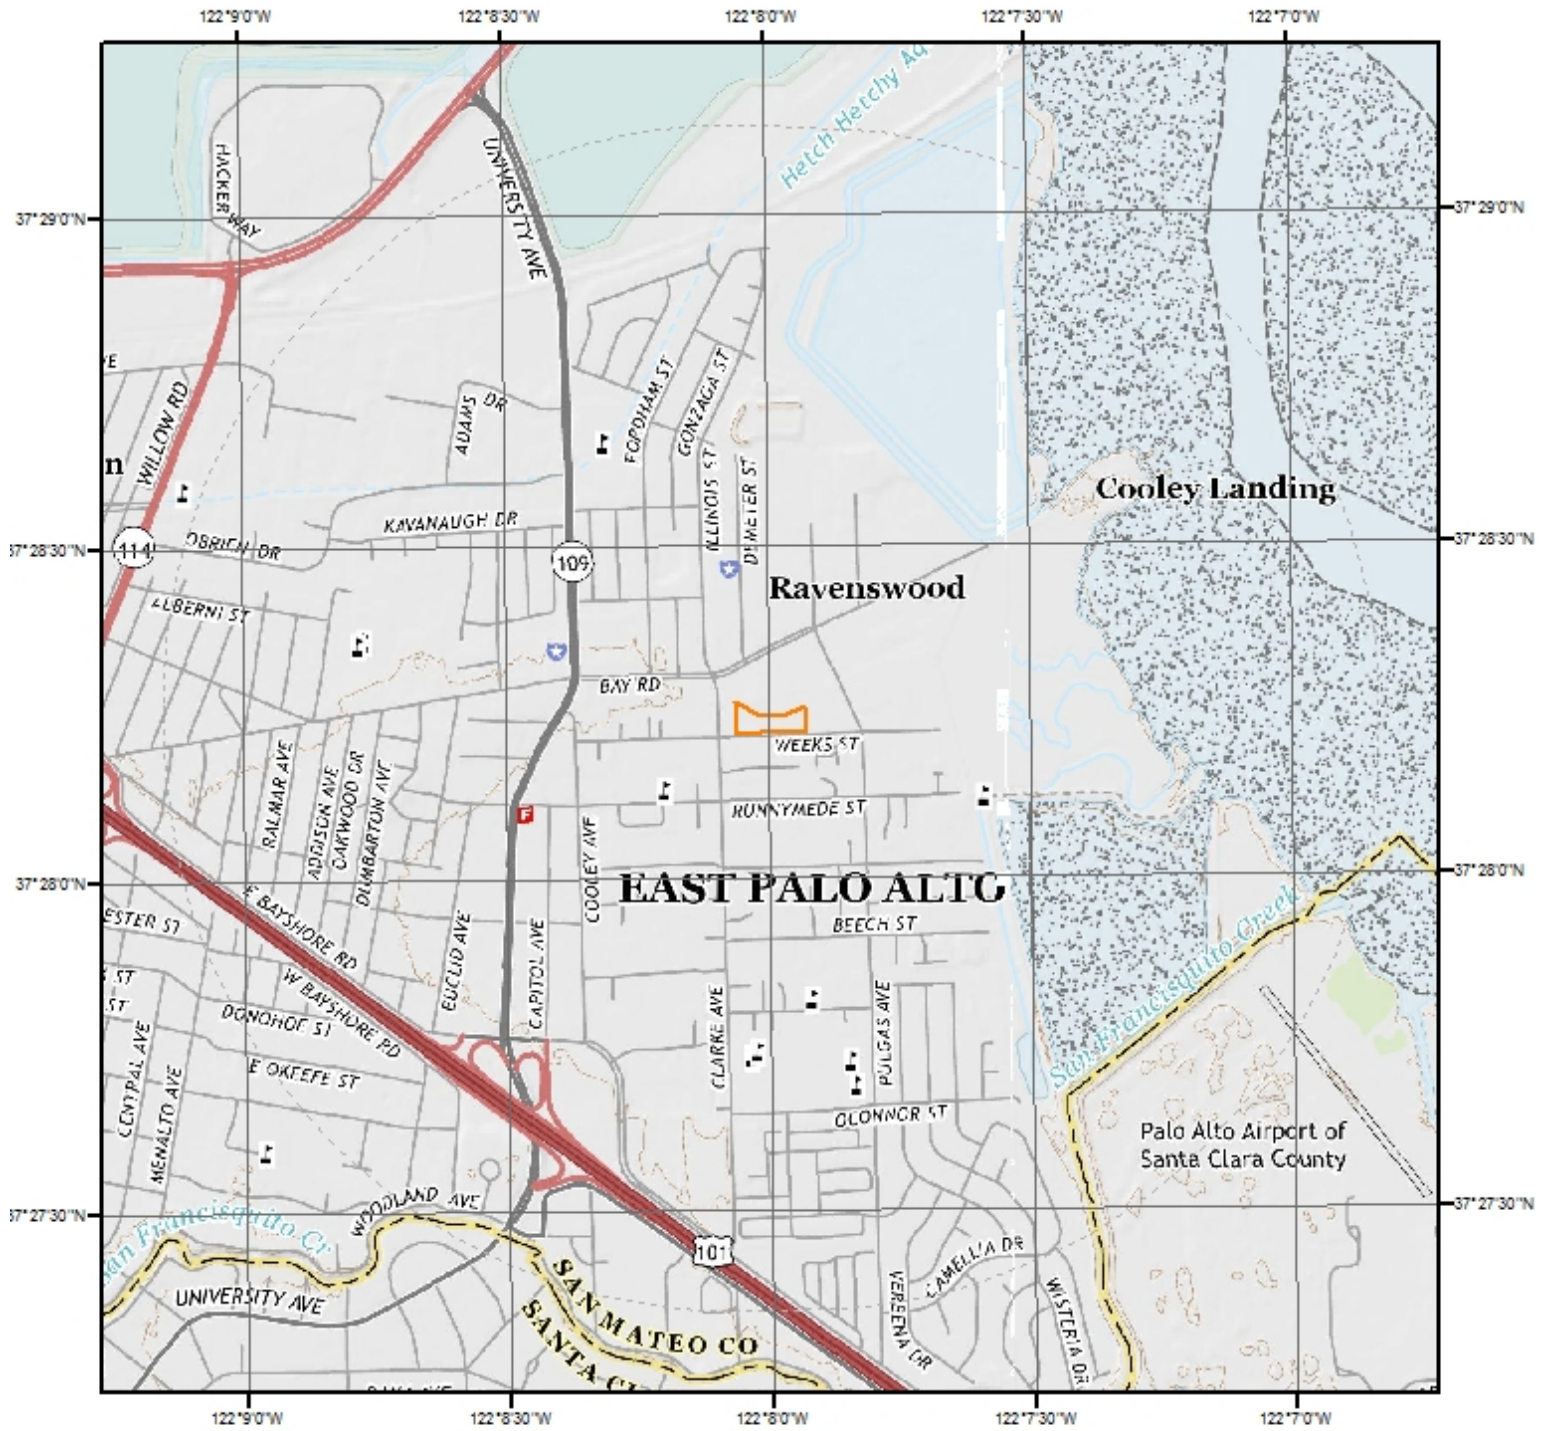 122°9'0"W
122°8'30"W
122°8'0"W
122°7'30"W
122°7'0"W
Hetch Hetchy Aq
UNIVERSITY AVE
HACKER WAY
37°29'0"N
37°29'0"N
VE
WILLOW RD
ADAMS DR
FORDHAM ST
GONZAGA ST
ILLINOIS ST
DEMETER ST
n
Cooley Landing
KAVANAUGH DR
OBRIEN DR
114
109
37°28'30"N
37°28'30"N
Ravenswood
ALBERNI ST
BAY RD
WEEKS ST
RALMAR AVE
ADDISON AVE
OAKWOOD DR
DUMBARTON AVE
RUNNYMEDE ST
F
COOLEY AVE
37°28'0"N
EAST PALO ALTO
37°28'0"N
E BAYSHORE RD
ESTER ST
BEECH ST
EUCLID AVE
CAPITOL AVE
San Francisquito Creek
ST
ST
W BAYSHORE RD
DONOHOE ST
CLARKE AVE
PULGAS AVE
CENTRAL AVE
MENALTO AVE
E OKEEFE ST
OCONNOR ST
Palo Alto Airport of
Santa Clara County
WOODLAND AVE
San Francisquito Cr
37°27'30"N
37°27'30"N
101
CAMELLIA DR
VERBENA DR
WISTERIA DR
UNIVERSITY AVE
SAN MATEO CO
SANTA CL
122°9'0"W
122°8'30"W
122°8'0"W
122°7'30"W
122°7'0"W